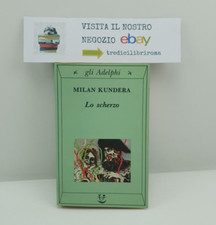 VISITA IL NOSTRO
NEGOZIO ebay
tredicilibriroma
gli Adelphi
MILAN KUNDERA
Lo scherzo